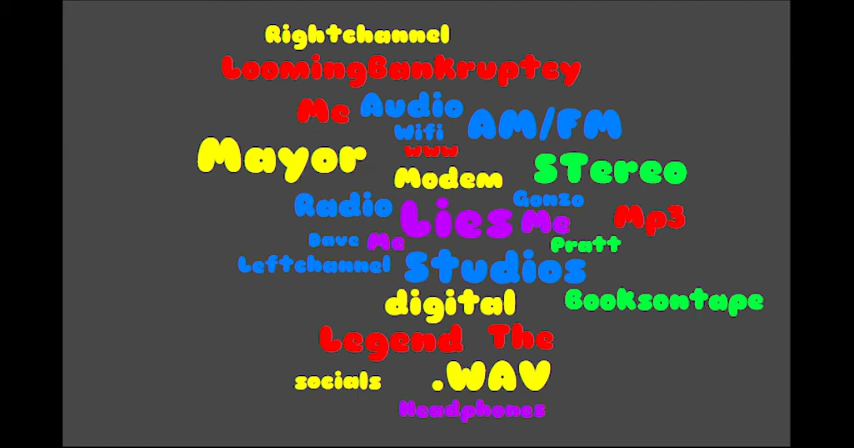 Rightchannel
LoomingBankruptcy
Me Audio AM/FM
Wifi
www
Mayor Modem STereo
Radio Lies Gonzo Me Mp3
Dave Me Pratt
Leftchannel Studios
digital Booksontape
Legend The
socials .WAV
Headphones